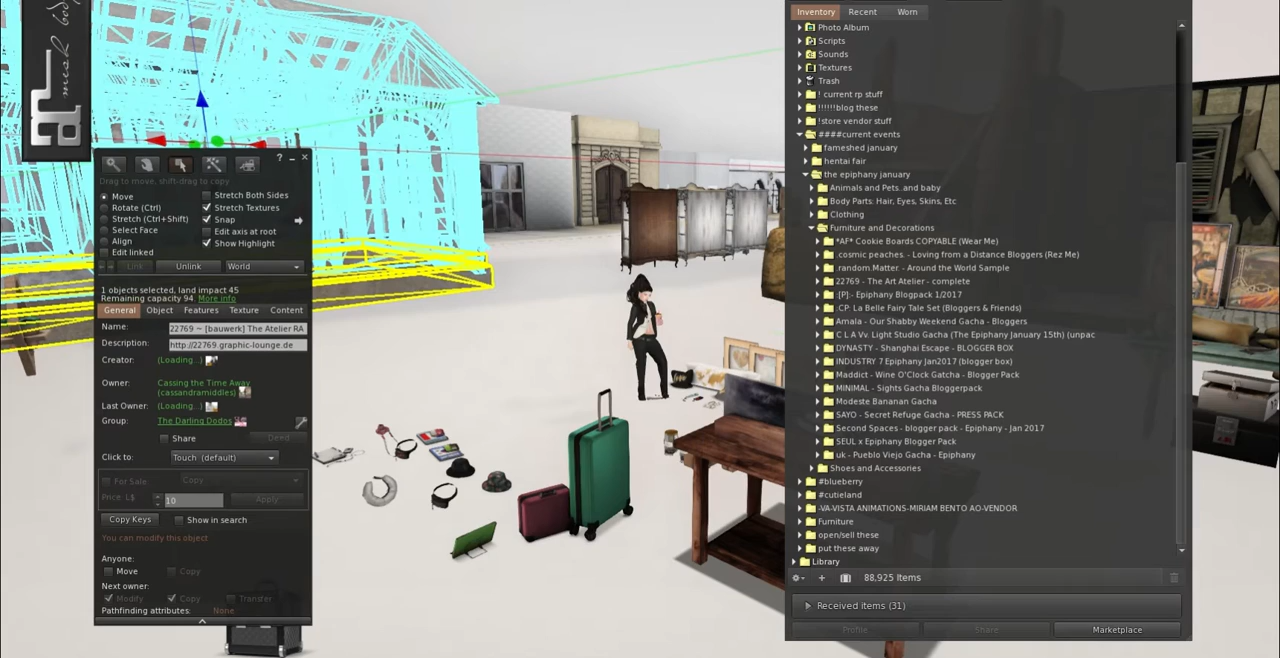 mesh body
?
Drag to move, shift-drag to copy
Move
Rotate (Ctrl)
Stretch (Ctrl+Shift)
Select Face
Align
Edit linked
Stretch Both Sides
Stretch Textures
Snap
Edit axis at root
Show Highlight
Link
Unlink
World
1 objects selected, land impact 45
Remaining capacity 94. More info
General Object Features Texture Content
Name: 22769 ~ [bauwerk] The Atelier RA
Description: http://22769.graphic-lounge.de
Creator: (Loading...)
Owner: Cassing the Time Away
(cassandramiddles)
Last Owner: (Loading...)
Group: The Darling Dodos
Share Deed
Click to: Touch (default)
For Sale Copy
Price: L$ 10 Apply
Copy Keys Show in search
You can modify this object
Anyone:
Move Copy
Next owner:
Modify Copy Transfer
Pathfinding attributes: None
Inventory Recent Worn
Photo Album
Scripts
Sounds
Textures
Trash
! current rp stuff
!!!!!!blog these
!store vendor stuff
####current events
fameshed january
hentai fair
the epiphany january
Animals and Pets. and baby
Body Parts: Hair, Eyes, Skins, Etc
Clothing
Furniture and Decorations
*AF* Cookie Boards COPYABLE (Wear Me)
.cosmic peaches. - Loving from a Distance Bloggers (Rez Me)
.random.Matter. - Around the World Sample
22769 - The Art Atelier - complete
:[P]:- Epiphany Blogpack 1/2017
.CP: La Belle Fairy Tale Set (Bloggers & Friends)
Amala - Our Shabby Weekend Gacha - Bloggers
C L A Vv. Light Studio Gacha (The Epiphany January 15th) (unpac
DYNASTY - Shanghai Escape - BLOGGER BOX
INDUSTRY 7 Epiphany Jan2017 (blogger box)
Maddict - Wine O'Clock Gatcha - Blogger Pack
MINIMAL - Sights Gacha Bloggerpack
Modeste Bananan Gacha
SAYO - Secret Refuge Gacha - PRESS PACK
Second Spaces - blogger pack - Epiphany - Jan 2017
SEUL x Epiphany Blogger Pack
uk - Pueblo Viejo Gacha - Epiphany
Shoes and Accessories
#blueberry
#cutieland
-VA-VISTA ANIMATIONS-MIRIAM BENTO AO-VENDOR
Furniture
open/sell these
put these away
Library
88,925 Items
Received items (31)
Profile Share Marketplace